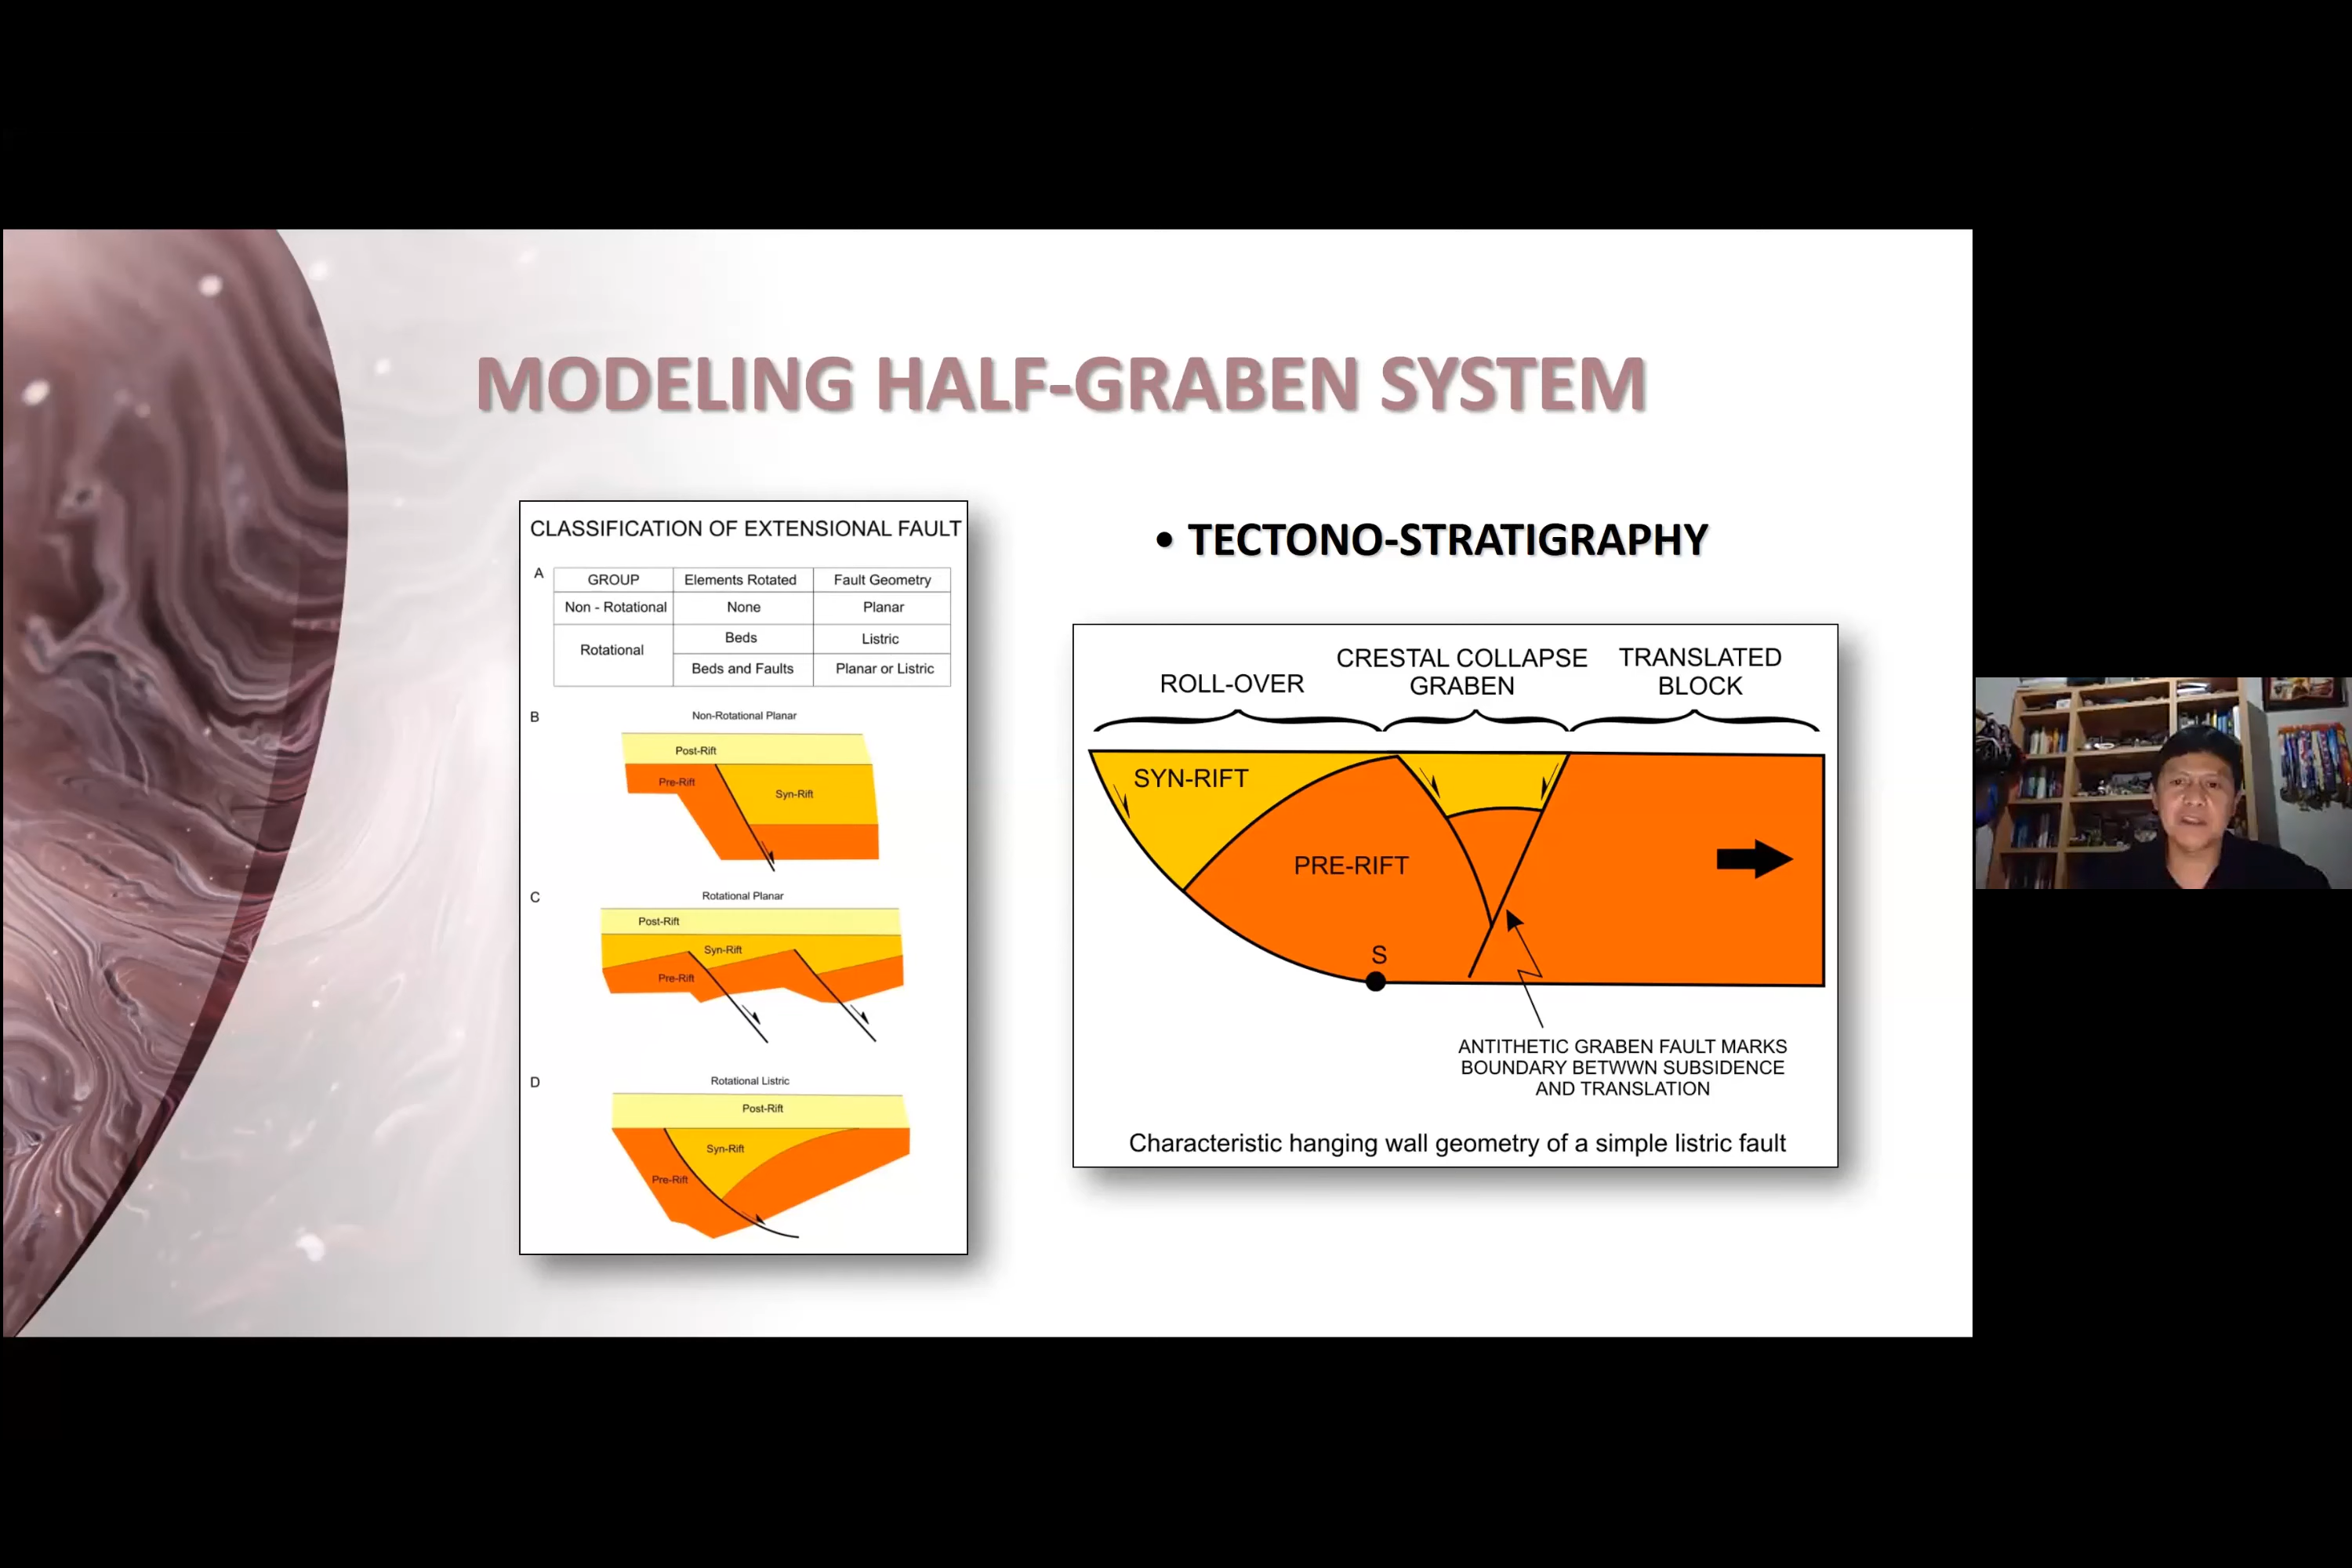 MODELING HALF-GRABEN SYSTEM
CLASSIFICATION OF EXTENSIONAL FAULT
A
GROUP Elements Rotated Fault Geometry
Non - Rotational None Planar
Rotational
Beds Listric
Beds and Faults Planar or Listric
B
Non-Rotational Planar
Post-Rift
Pre-Rift
Syn-Rift
C
Rotational Planar
Post-Rift
Syn-Rift
Pre-Rift
D
Rotational Listric
Post-Rift
Syn-Rift
Pre-Rift
• TECTONO-STRATIGRAPHY
ROLL-OVER
CRESTAL COLLAPSE
GRABEN
TRANSLATED
BLOCK
SYN-RIFT
PRE-RIFT
S
ANTITHETIC GRABEN FAULT MARKS
BOUNDARY BETWWN SUBSIDENCE
AND TRANSLATION
Characteristic hanging wall geometry of a simple listric fault